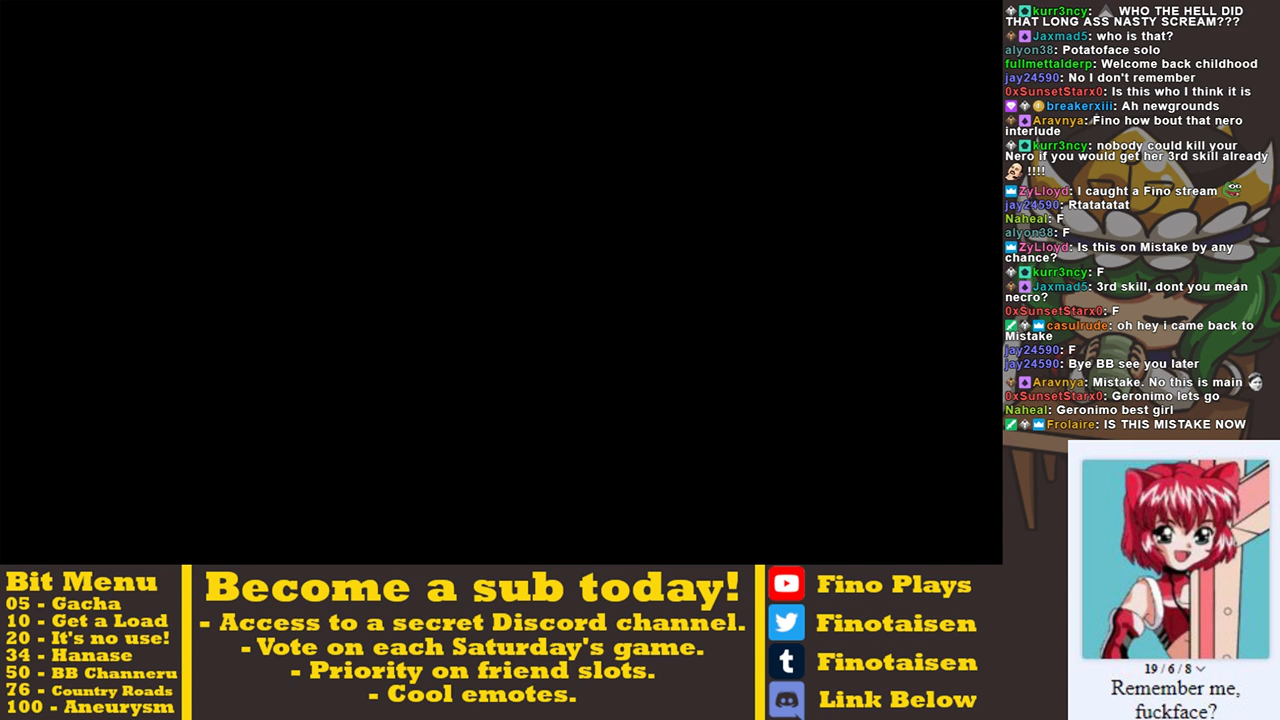 kurr3ncy: WHO THE HELL DID
THAT LONG ASS NASTY SCREAM???
Jaxmad5: who is that?
alyon38: Potatoface solo
fullmettalderp: Welcome back childhood
jay24590: No I don't remember
0xSunsetStarx0: Is this who I think it is
breakerxiii: Ah newgrounds
Aravnya: Fino how bout that nero
interlude
kurr3ncy: nobody could kill your
Nero if you would get her 3rd skill already
!!!!
ZyLloyd: I caught a Fino stream
jay24590: Rtatatatat
Naheal: F
alyon38: F
ZyLloyd: Is this on Mistake by any
chance?
kurr3ncy: F
Jaxmad5: 3rd skill, dont you mean
necro?
0xSunsetStarx0: F
casulrude: oh hey i came back to
Mistake
jay24590: F
jay24590: Bye BB see you later
Aravnya: Mistake. No this is main
0xSunsetStarx0: Geronimo lets go
Naheal: Geronimo best girl
Frolaire: IS THIS MISTAKE NOW
Bit Menu
05 - Gacha
10 - Get a Load
20 - It's no use!
34 - Hanase
50 - BB Channeru
76 - Country Roads
100 - Aneurysm
Become a sub today!
- Access to a secret Discord channel.
- Vote on each Saturday's game.
- Priority on friend slots.
- Cool emotes.
Fino Plays
Finotaisen
Finotaisen
Link Below
19 / 6 / 8
Remember me,
fuckface?